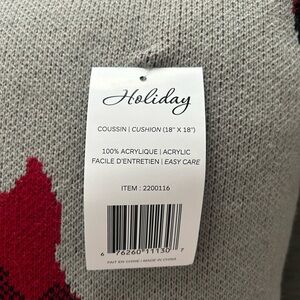 Holiday
COUSSIN | CUSHION (18" X 18")
100% ACRYLIQUE | ACRYLIC
FACILE D'ENTRETIEN | EASY CARE
ITEM : 2200116
6 76260 11130 7
FAIT EN CHINE | MADE IN CHINA